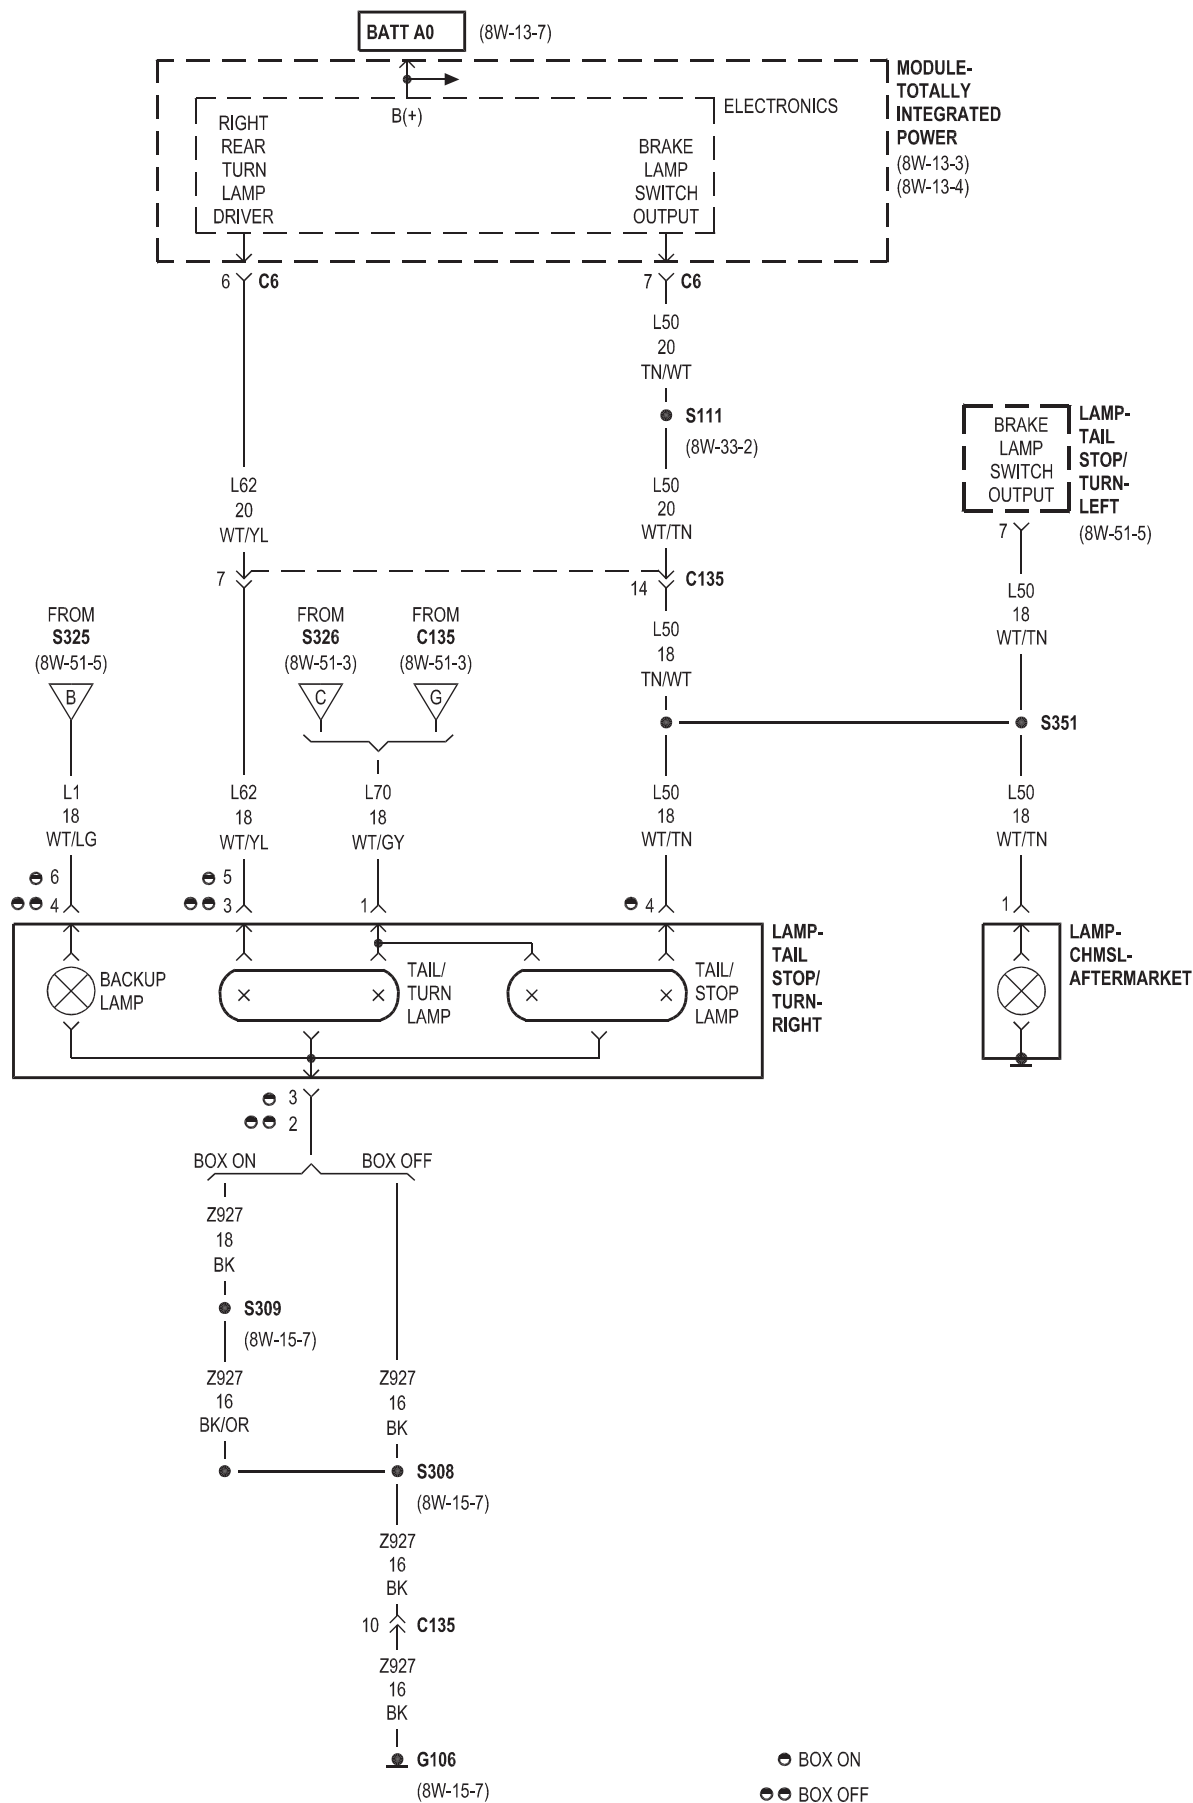 BATT A0 (8W-13-7)
MODULE-
TOTALLY
INTEGRATED
POWER
(8W-13-3)
(8W-13-4)
ELECTRONICS
B(+)
RIGHT
REAR
TURN
LAMP
DRIVER
BRAKE
LAMP
SWITCH
OUTPUT
6 C6
7 C6
L50
20
TN/WT
S111
(8W-33-2)
L62
20
WT/YL
L50
20
WT/TN
BRAKE
LAMP
SWITCH
OUTPUT
LAMP-
TAIL
STOP/
TURN-
LEFT
(8W-51-5)
7
7
14 C135
L50
18
WT/TN
FROM
S325
(8W-51-5)
B
FROM
S326
(8W-51-3)
C
FROM
C135
(8W-51-3)
G
L50
18
TN/WT
S351
L1
18
WT/LG
L62
18
WT/YL
L70
18
WT/GY
L50
18
WT/TN
L50
18
WT/TN
6
4
5
3
1
4
1
BACKUP
LAMP
TAIL/
TURN
LAMP
TAIL/
STOP
LAMP
LAMP-
TAIL
STOP/
TURN-
RIGHT
LAMP-
CHMSL-
AFTERMARKET
3
2
BOX ON BOX OFF
Z927
18
BK
S309
(8W-15-7)
Z927
16
BK/OR
Z927
16
BK
S308
(8W-15-7)
Z927
16
BK
10 C135
Z927
16
BK
G106
(8W-15-7)
BOX ON
BOX OFF